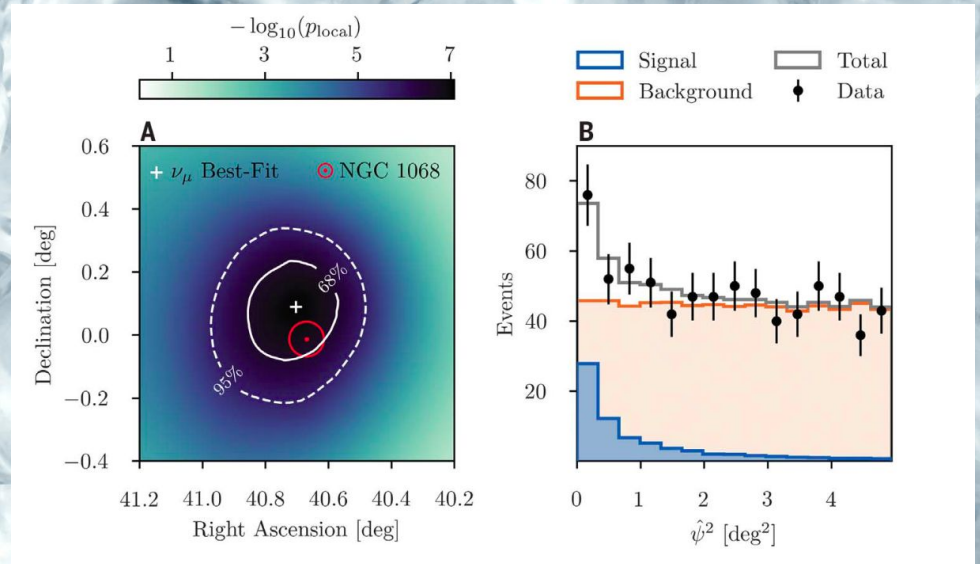 − log₁₀(p_local)
1 3 5 7
A
ν_μ Best-Fit NGC 1068
68%
95%
0.6
0.4
0.2
0.0
−0.2
−0.4
Declination [deg]
41.2 41.0 40.8 40.6 40.4 40.2
Right Ascension [deg]
Signal Total
Background Data
B
80
60
40
20
Events
0 1 2 3 4
ψ̂² [deg²]